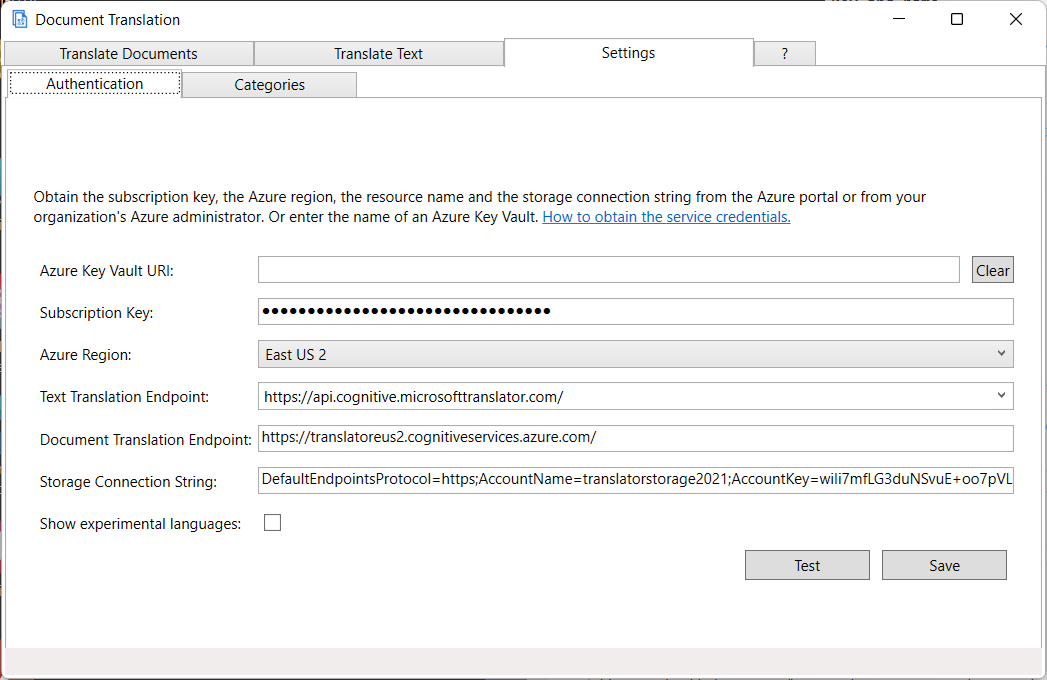 Document Translation
Translate Documents
Translate Text
Settings
?
Authentication
Categories
Obtain the subscription key, the Azure region, the resource name and the storage connection string from the Azure portal or from your
organization's Azure administrator. Or enter the name of an Azure Key Vault. How to obtain the service credentials.
Azure Key Vault URI:
Clear
Subscription Key:
●●●●●●●●●●●●●●●●●●●●●●●●●●●●●●●●
Azure Region:
East US 2
Text Translation Endpoint:
https://api.cognitive.microsofttranslator.com/
Document Translation Endpoint:
https://translatoreus2.cognitiveservices.azure.com/
Storage Connection String:
DefaultEndpointsProtocol=https;AccountName=translatorstorage2021;AccountKey=wili7mfLG3duNSvuE+oo7pVL
Show experimental languages:
Test
Save